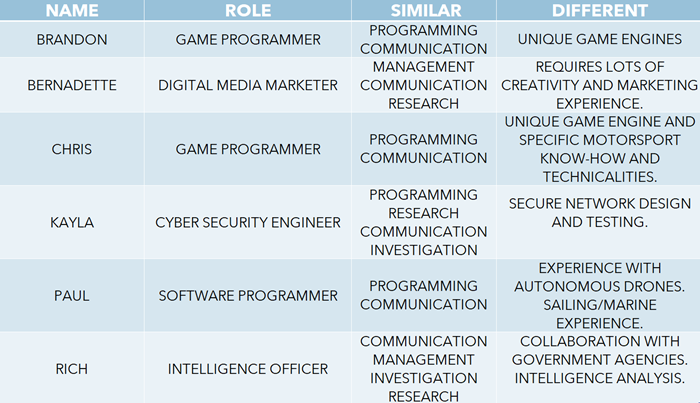 NAME ROLE SIMILAR DIFFERENT
BRANDON GAME PROGRAMMER PROGRAMMING COMMUNICATION UNIQUE GAME ENGINES
BERNADETTE DIGITAL MEDIA MARKETER MANAGEMENT COMMUNICATION RESEARCH REQUIRES LOTS OF CREATIVITY AND MARKETING EXPERIENCE.
CHRIS GAME PROGRAMMER PROGRAMMING COMMUNICATION UNIQUE GAME ENGINE AND SPECIFIC MOTORSPORT KNOW-HOW AND TECHNICALITIES.
KAYLA CYBER SECURITY ENGINEER PROGRAMMING RESEARCH COMMUNICATION INVESTIGATION SECURE NETWORK DESIGN AND TESTING.
PAUL SOFTWARE PROGRAMMER PROGRAMMING COMMUNICATION EXPERIENCE WITH AUTONOMOUS DRONES. SAILING/MARINE EXPERIENCE.
RICH INTELLIGENCE OFFICER COMMUNICATION MANAGEMENT INVESTIGATION RESEARCH COLLABORATION WITH GOVERNMENT AGENCIES. INTELLIGENCE ANALYSIS.